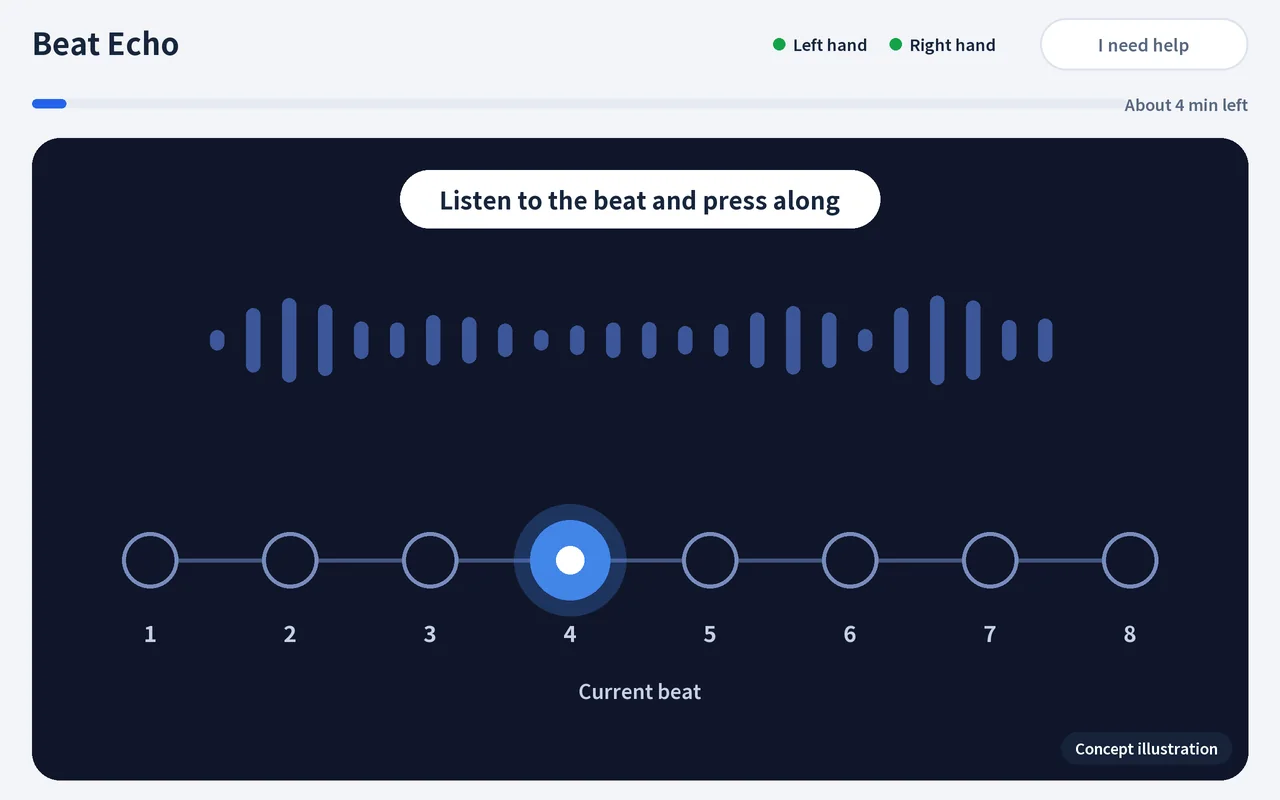 Beat Echo
Left hand
Right hand
I need help
About 4 min left
Listen to the beat and press along
1 2 3 4 5 6 7 8
Current beat
Concept illustration